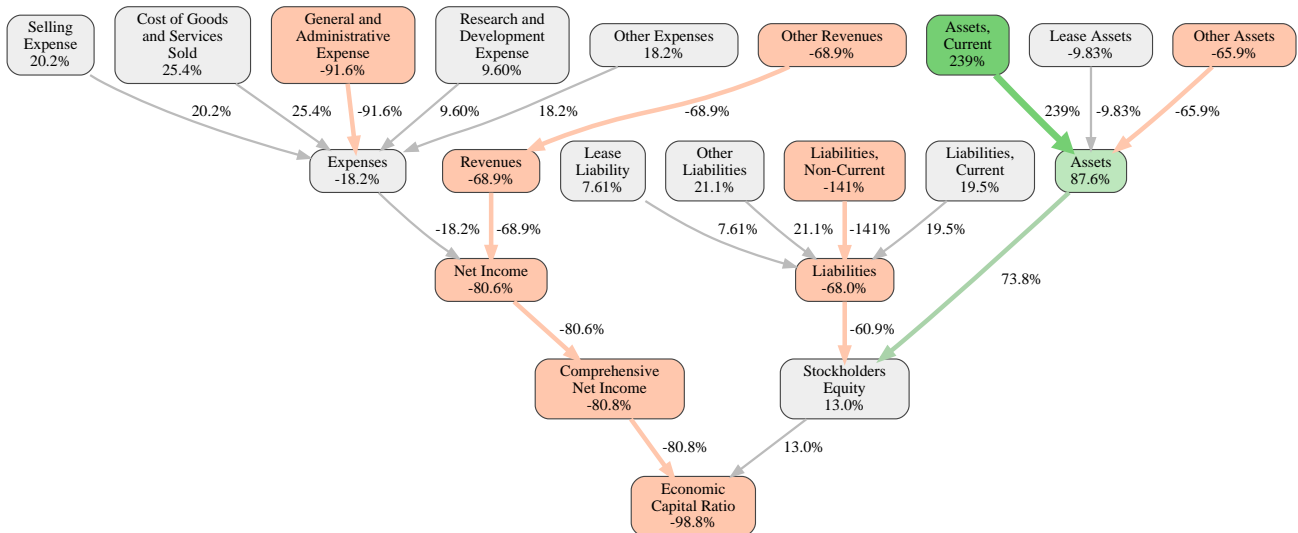 Selling
Expense
20.2%
Cost of Goods
and Services
Sold
25.4%
General and
Administrative
Expense
-91.6%
Research and
Development
Expense
9.60%
Other Expenses
18.2%
Other Revenues
-68.9%
Assets,
Current
239%
Lease Assets
-9.83%
Other Assets
-65.9%
20.2%
25.4%
-91.6%
9.60%
18.2%
-68.9%
239%
-9.83%
-65.9%
Expenses
-18.2%
Revenues
-68.9%
Lease
Liability
7.61%
Other
Liabilities
21.1%
Liabilities,
Non-Current
-141%
Liabilities,
Current
19.5%
Assets
87.6%
-18.2%
-68.9%
7.61%
21.1%
-141%
19.5%
Net Income
-80.6%
Liabilities
-68.0%
73.8%
-80.6%
-60.9%
Comprehensive
Net Income
-80.8%
Stockholders
Equity
13.0%
-80.8%
13.0%
Economic
Capital Ratio
-98.8%